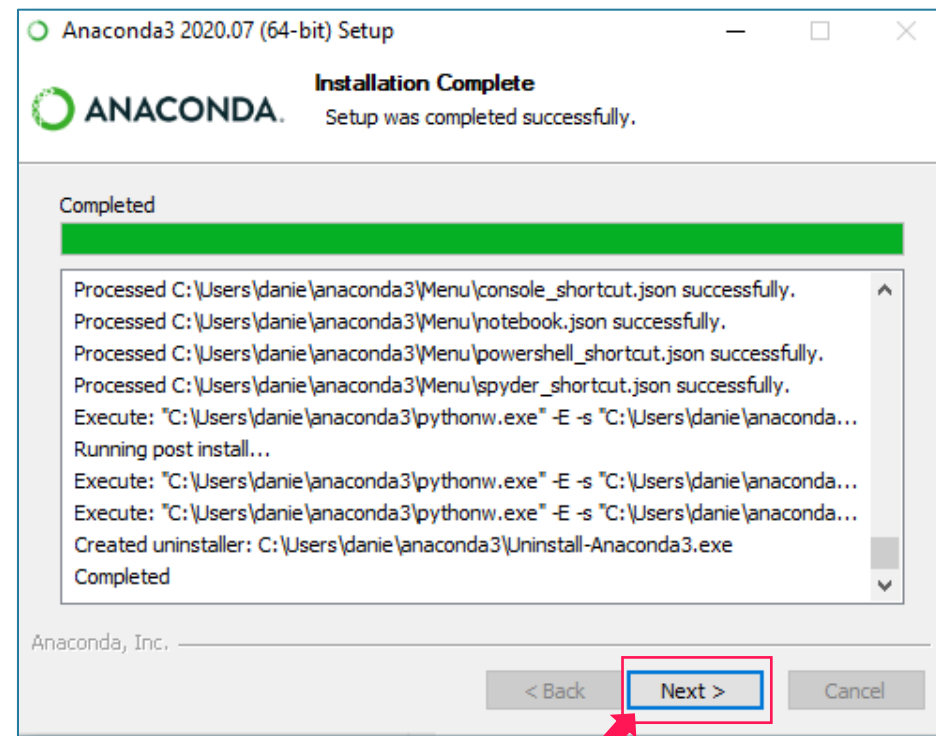 Anaconda3 2020.07 (64-bit) Setup
ANACONDA.
Installation Complete
Setup was completed successfully.
Completed
Processed C:\Users\danie\anaconda3\Menu\console_shortcut.json successfully.
Processed C:\Users\danie\anaconda3\Menu\notebook.json successfully.
Processed C:\Users\danie\anaconda3\Menu\powershell_shortcut.json successfully.
Processed C:\Users\danie\anaconda3\Menu\spyder_shortcut.json successfully.
Execute: "C:\Users\danie\anaconda3\pythonw.exe" -E -s "C:\Users\danie\anaconda...
Running post install...
Execute: "C:\Users\danie\anaconda3\pythonw.exe" -E -s "C:\Users\danie\anaconda...
Execute: "C:\Users\danie\anaconda3\pythonw.exe" -E -s "C:\Users\danie\anaconda...
Created uninstaller: C:\Users\danie\anaconda3\Uninstall-Anaconda3.exe
Completed
Anaconda, Inc.
< Back Next > Cancel